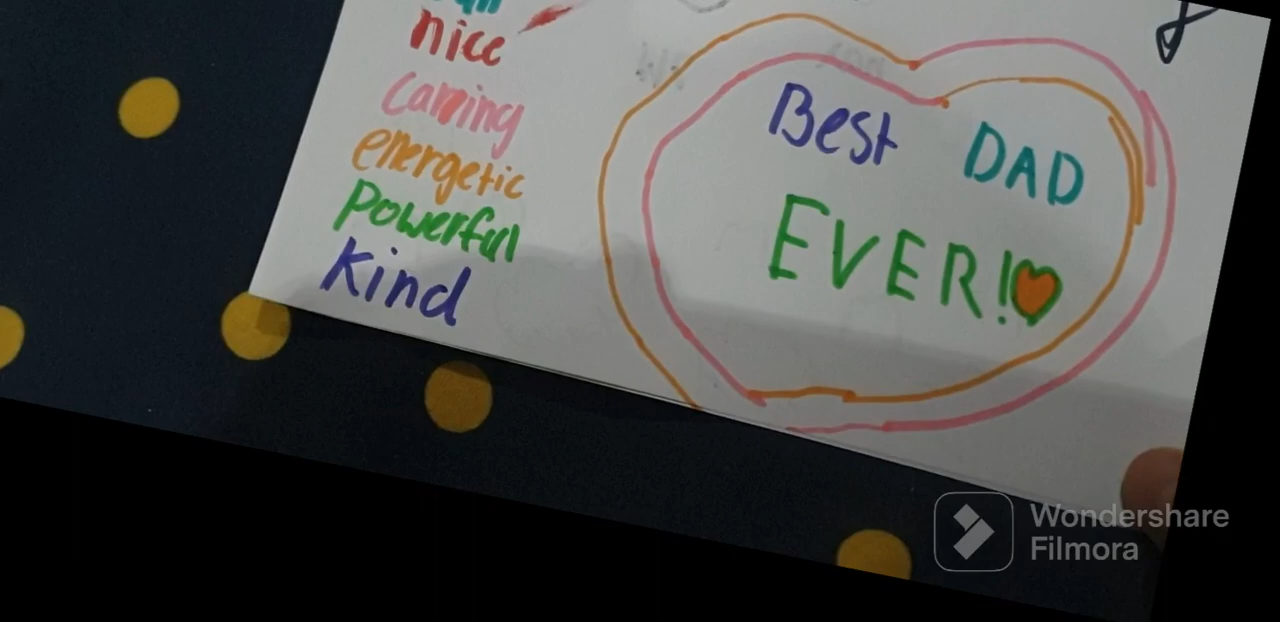 nice
Caring
energetic
Powerful
Kind
Best DAD
EVER!
Wondershare
Filmora